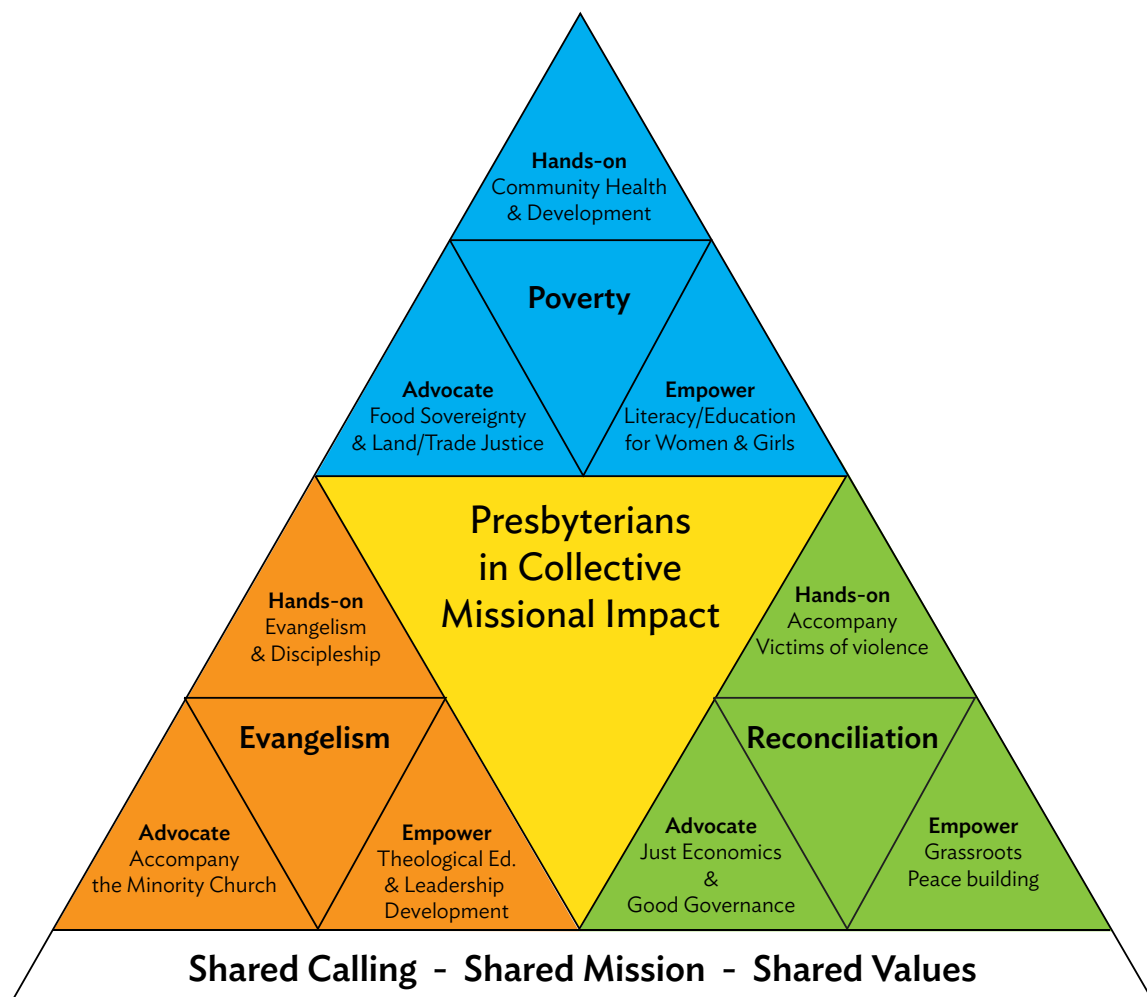 Hands-on
Community Health
& Development
Poverty
Advocate
Food Sovereignty
& Land/Trade Justice
Empower
Literacy/Education
for Women & Girls
Presbyterians
in Collective
Missional Impact
Hands-on
Evangelism
& Discipleship
Evangelism
Advocate
Accompany
the Minority Church
Empower
Theological Ed.
& Leadership
Development
Hands-on
Accompany
Victims of violence
Reconciliation
Advocate
Just Economics
&
Good Governance
Empower
Grassroots
Peace building
Shared Calling - Shared Mission - Shared Values